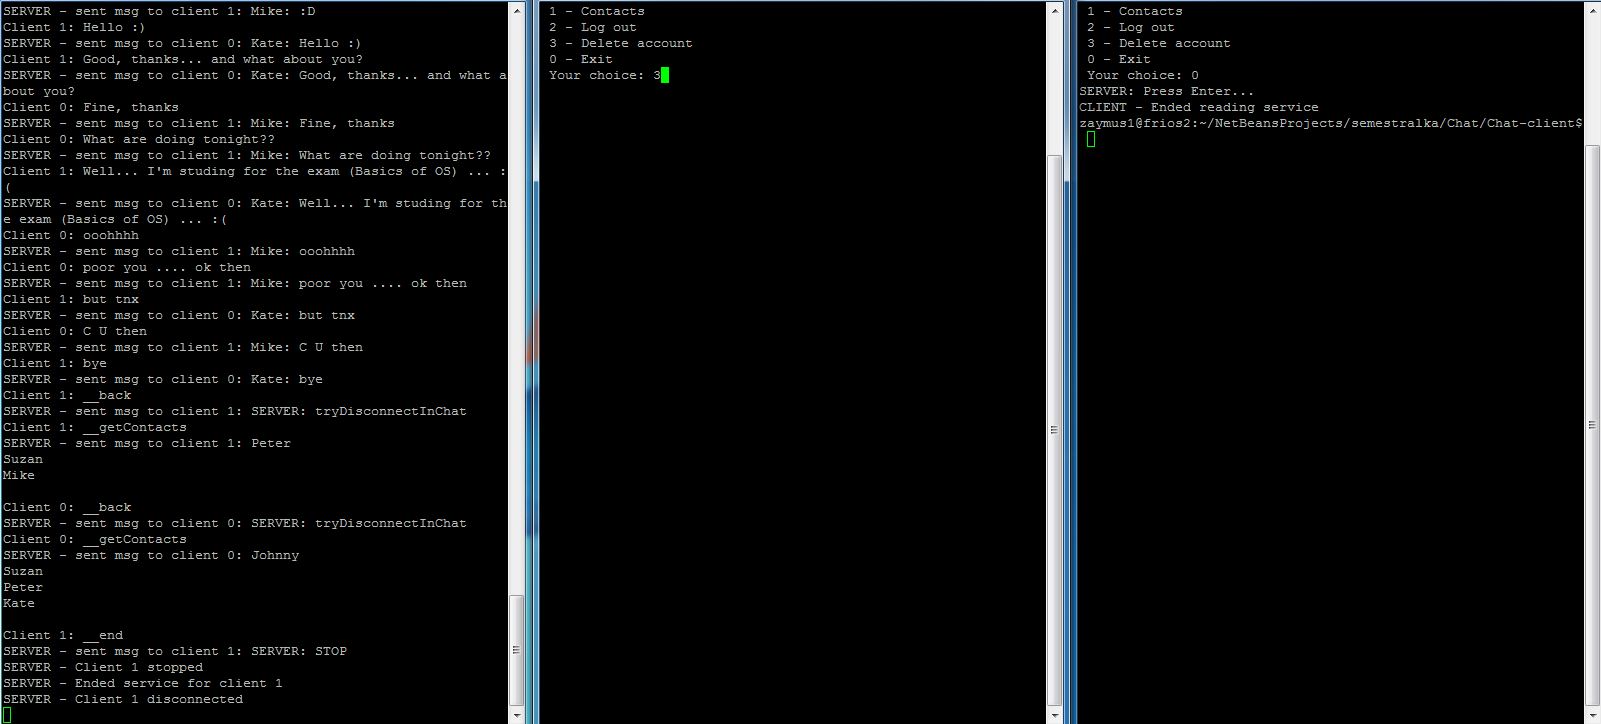 SERVER - sent msg to client 1: Mike: :D
Client 1: Hello :)
SERVER - sent msg to client 0: Kate: Hello :)
Client 1: Good, thanks... and what about you?
SERVER - sent msg to client 0: Kate: Good, thanks... and what a
bout you?
Client 0: Fine, thanks
SERVER - sent msg to client 1: Mike: Fine, thanks
Client 0: What are doing tonight??
SERVER - sent msg to client 1: Mike: What are doing tonight??
Client 1: Well... I'm studing for the exam (Basics of OS) ... :
(
SERVER - sent msg to client 0: Kate: Well... I'm studing for th
e exam (Basics of OS) ... :(
Client 0: ooohhhh
SERVER - sent msg to client 1: Mike: ooohhhh
Client 0: poor you .... ok then
SERVER - sent msg to client 1: Mike: poor you .... ok then
Client 1: but tnx
SERVER - sent msg to client 0: Kate: but tnx
Client 0: C U then
SERVER - sent msg to client 1: Mike: C U then
Client 1: bye
SERVER - sent msg to client 0: Kate: bye
Client 1: __back
SERVER - sent msg to client 1: SERVER: tryDisconnectInChat
Client 1: __getContacts
SERVER - sent msg to client 1: Peter
Suzan
Mike
Client 0: __back
SERVER - sent msg to client 0: SERVER: tryDisconnectInChat
Client 0: __getContacts
SERVER - sent msg to client 0: Johnny
Suzan
Peter
Kate
Client 1: __end
SERVER - sent msg to client 1: SERVER: STOP
SERVER - Client 1 stopped
SERVER - Ended service for client 1
SERVER - Client 1 disconnected
1 - Contacts
2 - Log out
3 - Delete account
0 - Exit
Your choice: 3
1 - Contacts
2 - Log out
3 - Delete account
0 - Exit
Your choice: 0
SERVER: Press Enter...
CLIENT - Ended reading service
zaymus1@frios2:~/NetBeansProjects/semestralka/Chat/Chat-client$